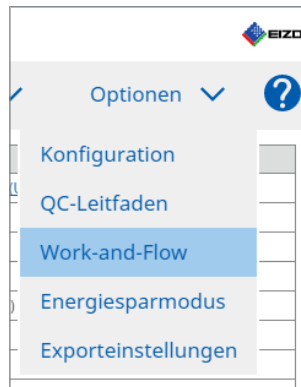 EIZO
Optionen
?
Konfiguration
QC-Leitfaden
Work-and-Flow
Energiesparmodus
Exporteinstellungen